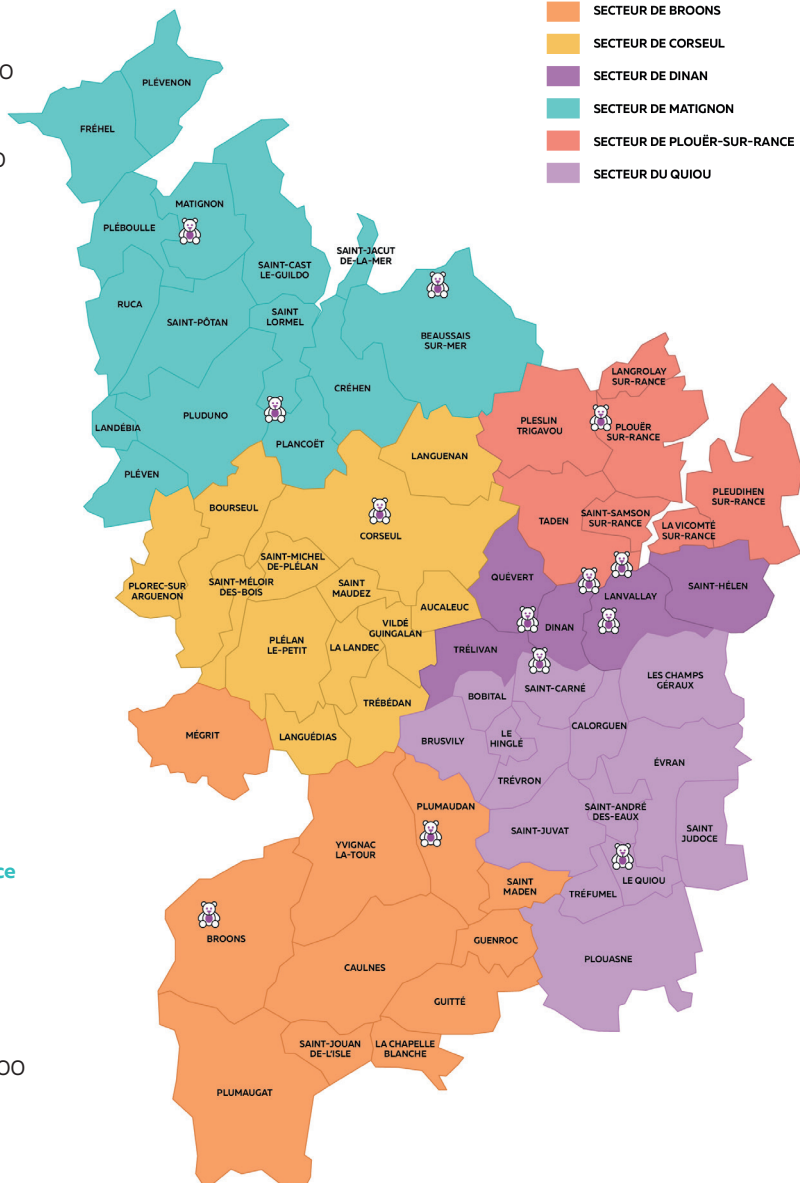 SECTEUR DE BROONS
SECTEUR DE CORSEUL
SECTEUR DE DINAN
SECTEUR DE MATIGNON
SECTEUR DE PLOUËR-SUR-RANCE
SECTEUR DU QUIOU
0
0
PLÉVENON
FRÉHEL
MATIGNON
PLÉBOULLE
SAINT-JACUT
DE-LA-MER
SAINT-CAST
LE-GUILDO
RUCA
SAINT-PÔTAN
SAINT
LORMEL
BEAUSSAIS
SUR-MER
CRÉHEN
LANDÉBIA
PLUDUNO
PLANCOËT
PLÉVEN
LANGROLAY
SUR-RANCE
PLESLIN
TRIGAVOU
PLOUËR
SUR-RANCE
LANGUENAN
PLEUDIHEN
SUR-RANCE
BOURSEUL
CORSEUL
TADEN
SAINT-SAMSON
SUR-RANCE
LA VICOMTÉ
SUR-RANCE
PLOREC-SUR
ARGUENON
SAINT-MÉLOIR
DES-BOIS
SAINT-MICHEL
DE-PLÉLAN
SAINT
MAUDEZ
AUCALEUC
QUÉVERT
LANVALLAY
SAINT-HÉLEN
VILDÉ
GUINGALAN
DINAN
PLÉLAN
LE-PETIT
LA LANDEC
TRÉLIVAN
TRÉBÉDAN
BOBITAL
SAINT-CARNÉ
LES CHAMPS
GÉRAUX
MÉGRIT
LANGUÉDIAS
BRUSVILY
LE
HINGLÉ
CALORGUEN
ÉVRAN
TRÉVRON
PLUMAUDAN
SAINT-ANDRÉ
DES-EAUX
SAINT-JUVAT
SAINT
JUDOCE
YVIGNAC
LA-TOUR
ce
SAINT
MADEN
TRÉFUMEL
LE QUIOU
BROONS
GUENROC
PLOUASNE
CAULNES
GUITTÉ
SAINT-JOUAN
DE-L'ISLE
LA CHAPELLE
BLANCHE
00
PLUMAUGAT